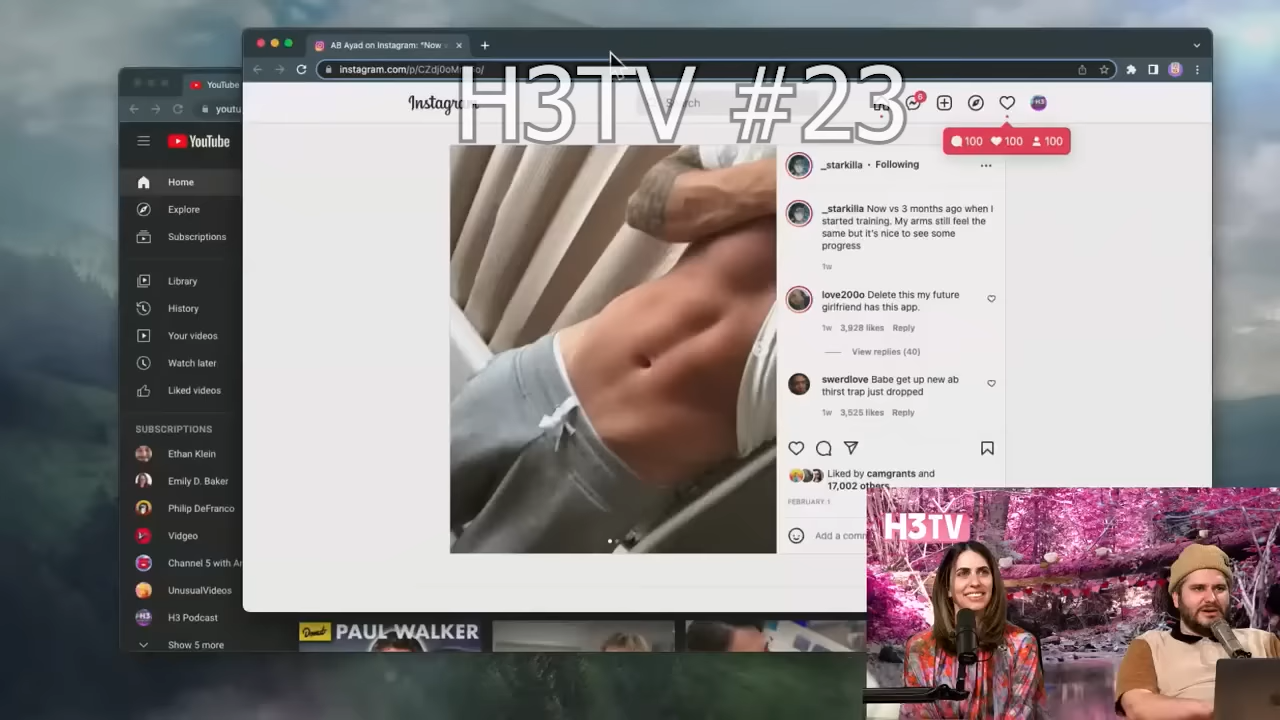 AB Ayad on Instagram: "Now
YouTube
instagram.com/p/CZdj0oM
youtu
H3TV #23
Instagram
Search
6
H3
YouTube
100 100 100
_starkilla • Following
Home
Explore
Subscriptions
Library
History
Your videos
Watch later
Liked videos
SUBSCRIPTIONS
Ethan Klein
Emily D. Baker
Philip DeFranco
Vidgeo
Channel 5 with An
UnusualVideos
H3 Podcast
Show 5 more
_starkilla Now vs 3 months ago when I
started training. My arms still feel the
same but it's nice to see some
progress
1w
love200o Delete this my future
girlfriend has this app.
1w 3,928 likes Reply
View replies (40)
swerdlove Babe get up new ab
thirst trap just dropped
1w 3,525 likes Reply
Liked by camgrants and
17,002 others
FEBRUARY 1
Add a comm
Donut
PAUL WALKER
H3TV